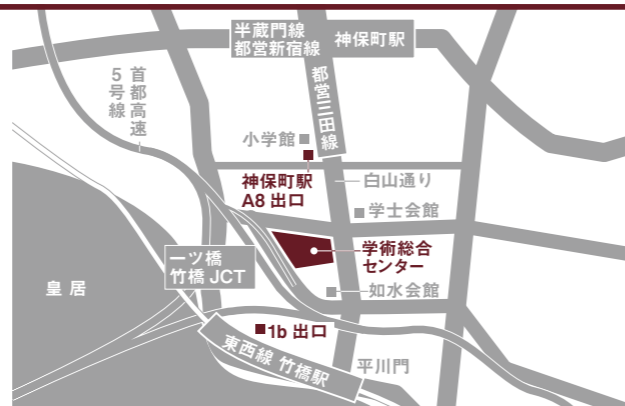 半蔵門線
都営新宿線
神保町駅
首都高速
5号線
都営三田線
小学館
神保町駅
A8 出口
白山通り
学士会館
学術総合
センター
一ツ橋
竹橋 JCT
皇居
如水会館
1b 出口
東西線 竹橋駅
平川門